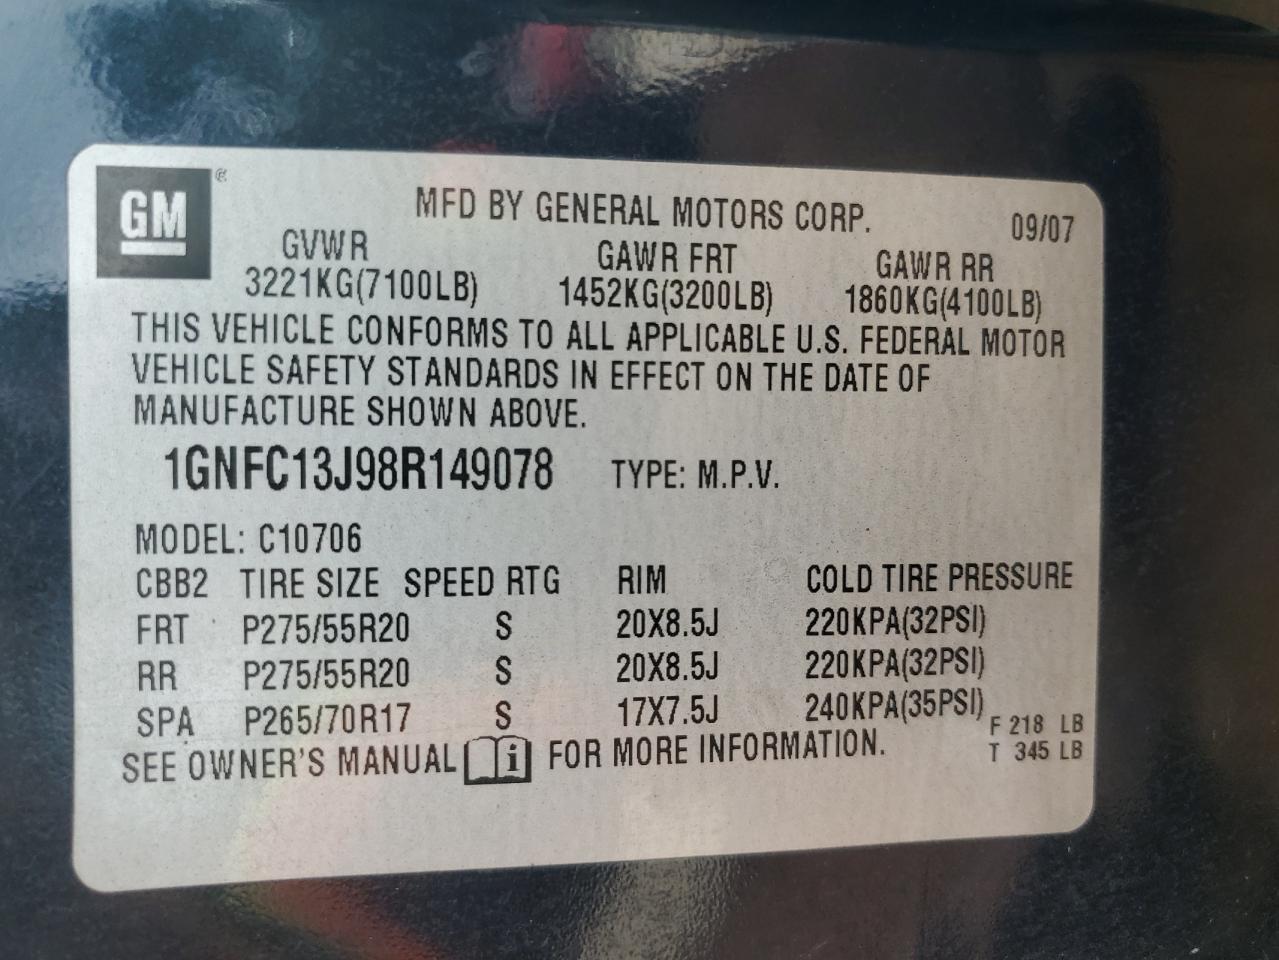 GM
MFD BY GENERAL MOTORS CORP. 09/07
GVWR GAWR FRT GAWR RR
3221KG(7100LB) 1452KG(3200LB) 1860KG(4100LB)
THIS VEHICLE CONFORMS TO ALL APPLICABLE U.S. FEDERAL MOTOR
VEHICLE SAFETY STANDARDS IN EFFECT ON THE DATE OF
MANUFACTURE SHOWN ABOVE.
1GNFC13J98R149078 TYPE: M.P.V.
MODEL: C10706
CBB2 TIRE SIZE SPEED RTG RIM COLD TIRE PRESSURE
FRT P275/55R20 S 20X8.5J 220KPA(32PSI)
RR P275/55R20 S 20X8.5J 220KPA(32PSI)
SPA P265/70R17 S 17X7.5J 240KPA(35PSI)
F 218 LB
T 345 LB
SEE OWNER'S MANUAL i FOR MORE INFORMATION.